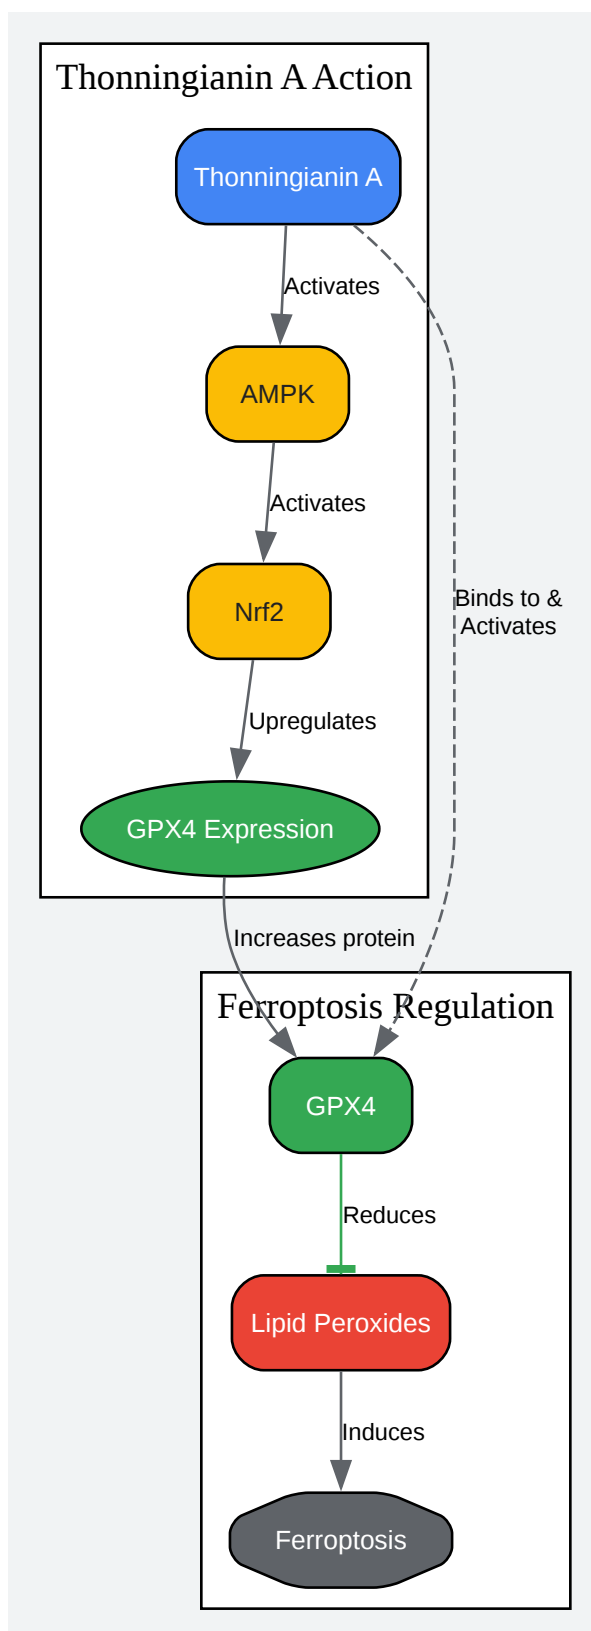 Thonningianin A Action
Thonningianin A
Activates
AMPK
Activates
Nrf2
Binds to &
Activates
Upregulates
GPX4 Expression
Increases protein
Ferroptosis Regulation
GPX4
Reduces
Lipid Peroxides
Induces
Ferroptosis